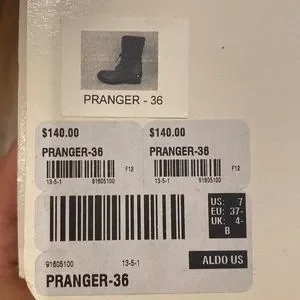 PRANGER - 36
$140.00
PRANGER-36
F12
13-5-1 91605100
$140.00
PRANGER-36
F12
13-5-1 91605100
US: 7
EU: 37-
UK: 4-
B
91605100 13-5-1
ALDO US
PRANGER-36